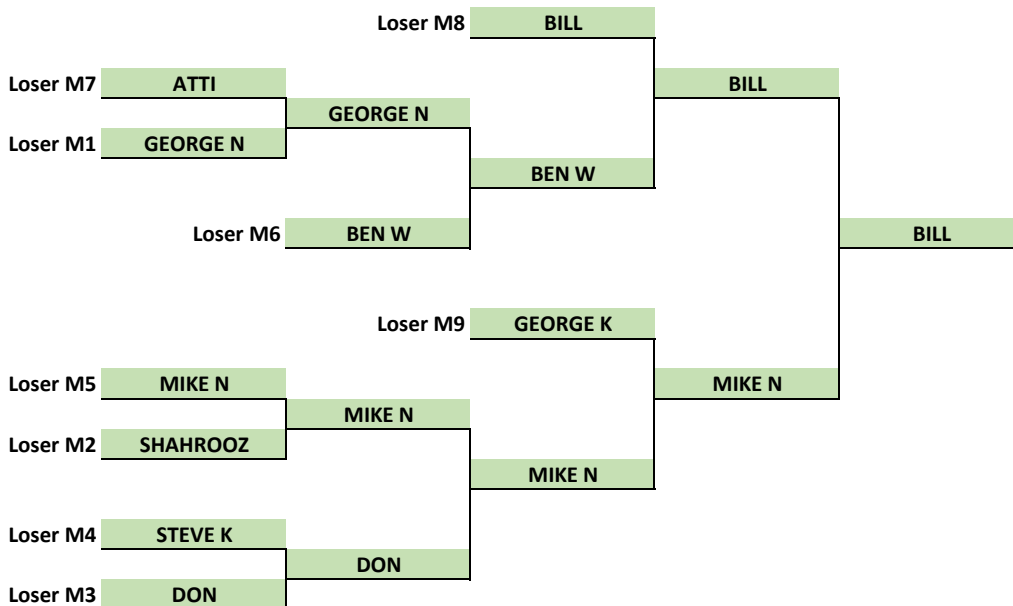 Loser M8 BILL
Loser M7 ATTI BILL
GEORGE N
Loser M1 GEORGE N
BEN W
Loser M6 BEN W BILL
Loser M9 GEORGE K
Loser M5 MIKE N MIKE N
MIKE N
Loser M2 SHAHROOZ
MIKE N
Loser M4 STEVE K
DON
Loser M3 DON